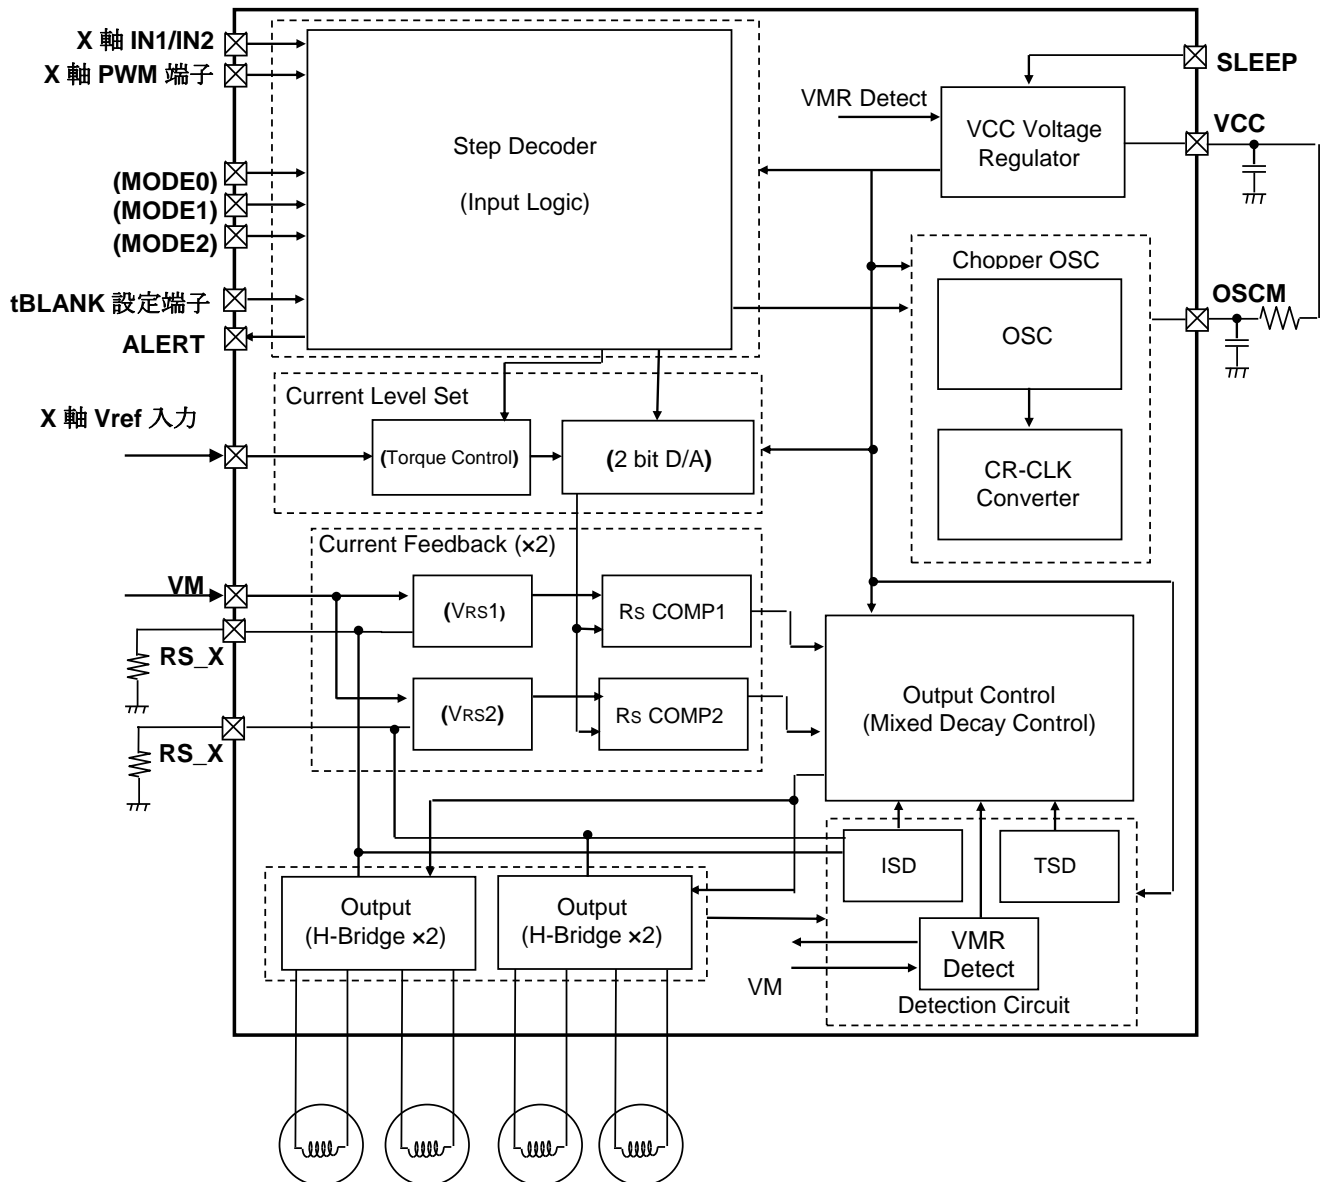 X 軸 IN1/IN2
X 軸 PWM 端子
(MODE0)
(MODE1)
(MODE2)
tBLANK 設定端子
ALERT
X 軸 Vref 入力
VM
RS_X
RS_X
Step Decoder
(Input Logic)
VMR Detect
VCC Voltage
Regulator
SLEEP
VCC
OSCM
Chopper OSC
OSC
CR-CLK
Converter
Current Level Set
(Torque Control)
(2 bit D/A)
Current Feedback (×2)
(VRS1)
RS COMP1
(VRS2)
RS COMP2
Output Control
(Mixed Decay Control)
ISD
TSD
VMR
Detect
VM
Detection Circuit
Output
(H-Bridge ×2)
Output
(H-Bridge ×2)